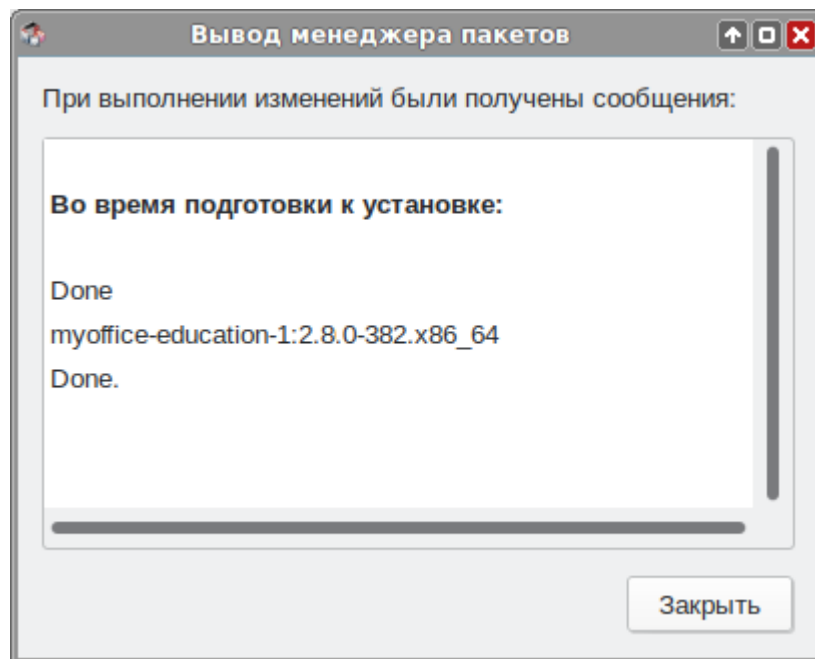 Вывод менеджера пакетов
При выполнении изменений были получены сообщения:
Во время подготовки к установке:
Done
myoffice-education-1:2.8.0-382.x86_64
Done.
Закрыть